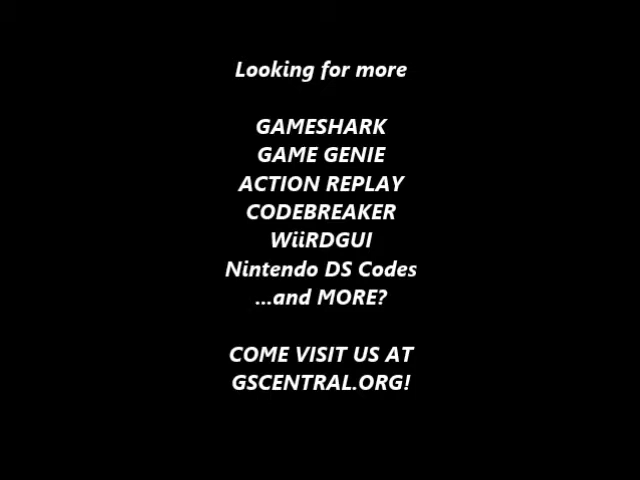 Looking for more
GAMESHARK
GAME GENIE
ACTION REPLAY
CODEBREAKER
WiiRDGUI
Nintendo DS Codes
...and MORE?
COME VISIT US AT
GSCENTRAL.ORG!